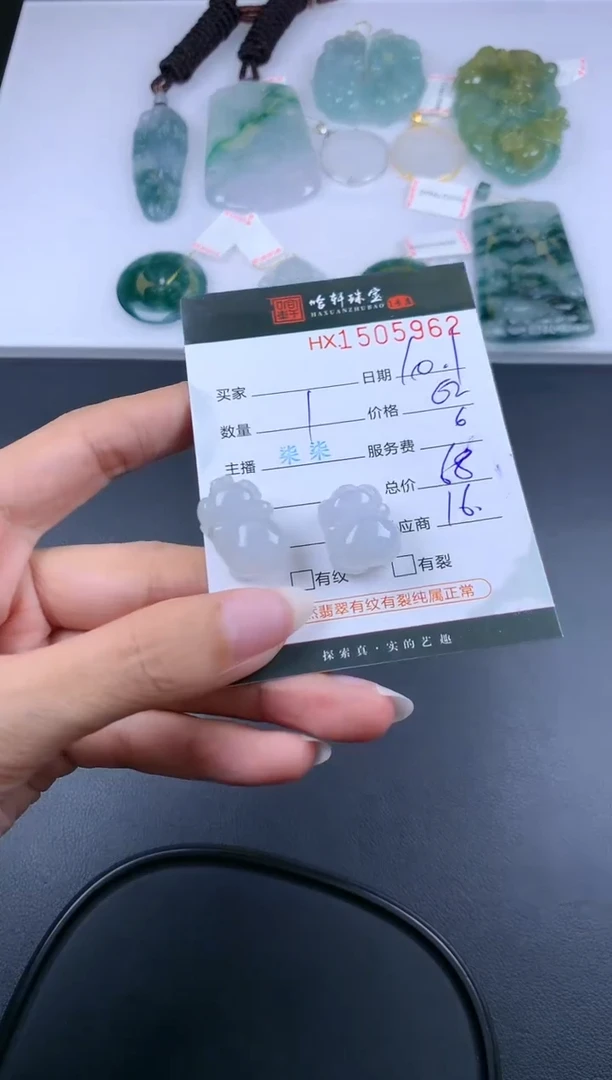 哈轩珠宝
HAXUANZHUBAO
HX1505962
买家 日期 10.1
数量 1 价格 62
主播 柒柒 服务费 6
总价 68
应商 16.
有纹 有裂
然翡翠有纹有裂纯属正常
探索真·实的艺趣